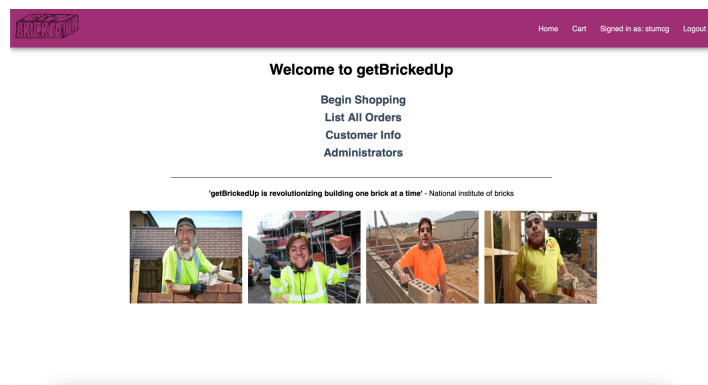 BRICKEDUP
Home Cart Signed in as: stumcg Logout
Welcome to getBrickedUp
Begin Shopping
List All Orders
Customer Info
Administrators
'getBrickedUp is revolutionizing building one brick at a time' - National institute of bricks